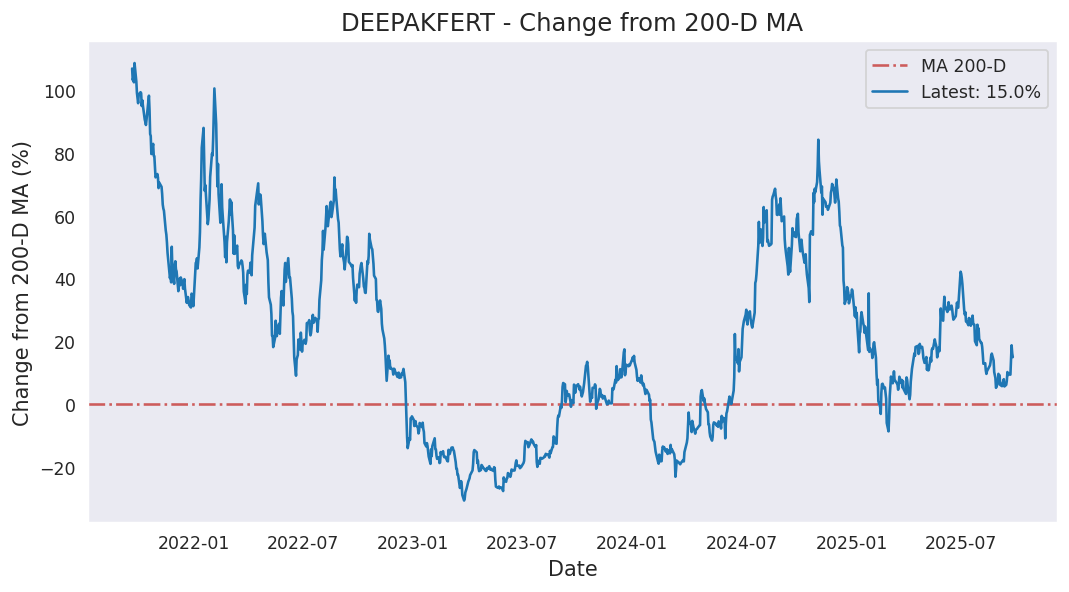 DEEPAKFERT - Change from 200-D MA
MA 200-D
Latest: 15.0%
Change from 200-D MA (%)
100
80
60
40
20
0
−20
2022-01 2022-07 2023-01 2023-07 2024-01 2024-07 2025-01 2025-07
Date